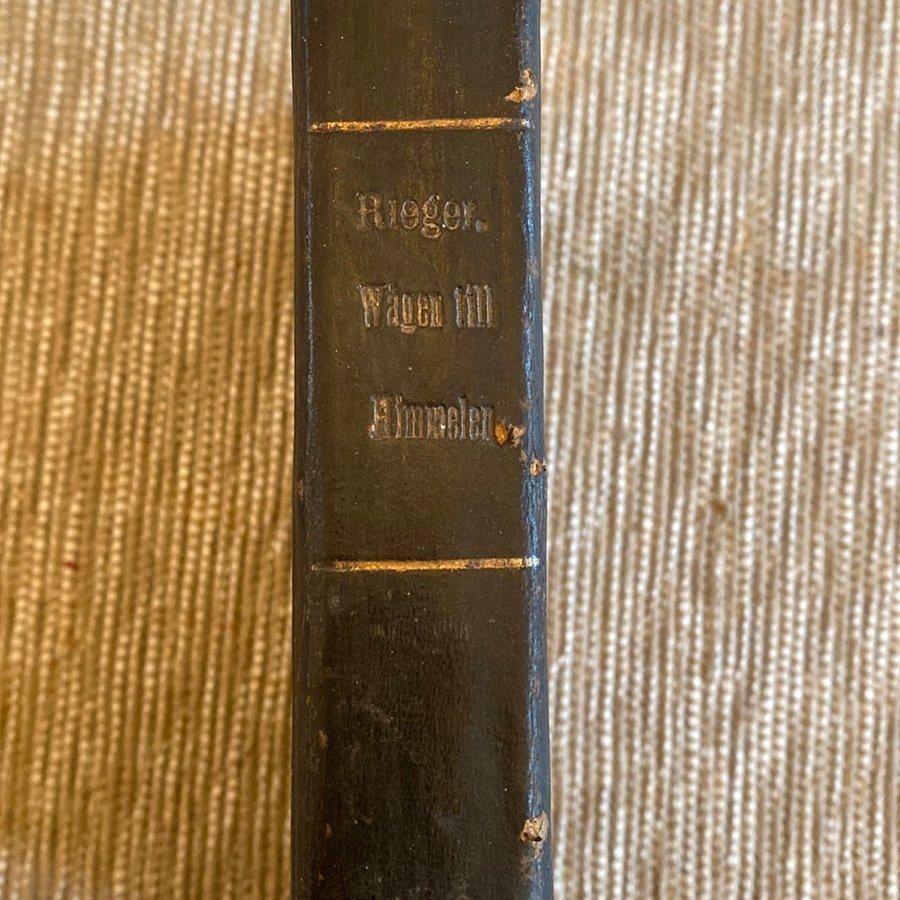 Rieger.
Wägen till
Himmelen